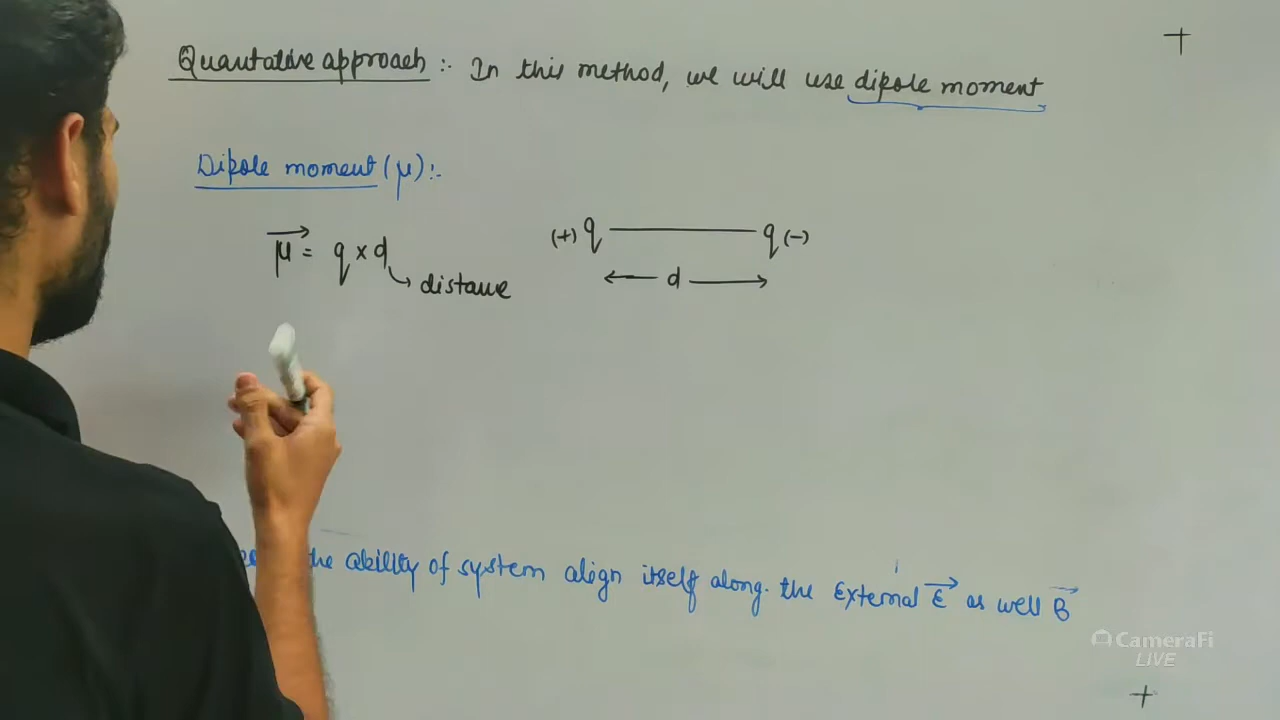 Quantative approach :- In this method, we will use dipole moment
Dipole moment (μ) :-
μ = q × d
distance
(+) q q (-)
d
the ability of system align itself along. the External E as well B
CameraFi
LIVE